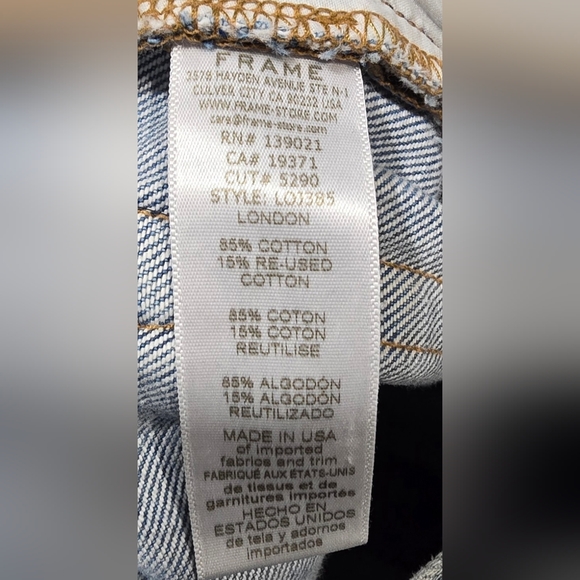 FRAME
3578 HAYDEN AVENUE STE N-1
CULVER CITY CA 90232 USA
WWW.FRAME-STORE.COM
care@frame-store.com
RN# 139021
CA# 19371
CUT# 5290
STYLE: LOJ385
LONDON
85% COTTON
15% RE-USED
COTTON
85% COTON
15% COTON
REUTILISE
85% ALGODÓN
15% ALGODÓN
REUTILIZADO
MADE IN USA
of imported
fabrics and trim
FABRIQUÉ AUX ÉTATS-UNIS
de tissus et de
garnitures importés
HECHO EN
ESTADOS UNIDOS
de tela y adornos
importados